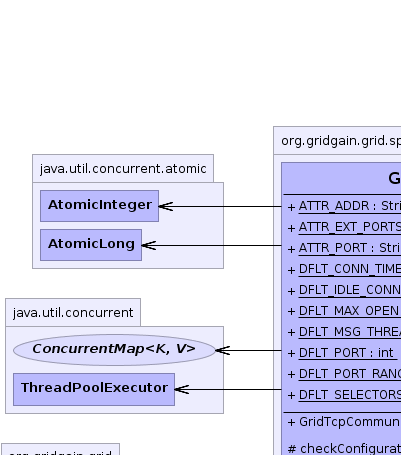 java.util.concurrent.atomic
AtomicInteger
AtomicLong
java.util.concurrent
ConcurrentMap<K, V>
ThreadPoolExecutor
org.gridgain.grid
org.gridgain.grid.sp
G
+ ATTR_ADDR : Stri
+ ATTR_EXT_PORTS
+ ATTR_PORT : Stri
+ DFLT_CONN_TIME
+ DFLT_IDLE_CONN
+ DFLT_MAX_OPEN
+ DFLT_MSG_THREA
+ DFLT_PORT : int
+ DFLT_PORT_RANG
+ DFLT_SELECTORS
+ GridTcpCommun
# checkConfigurat